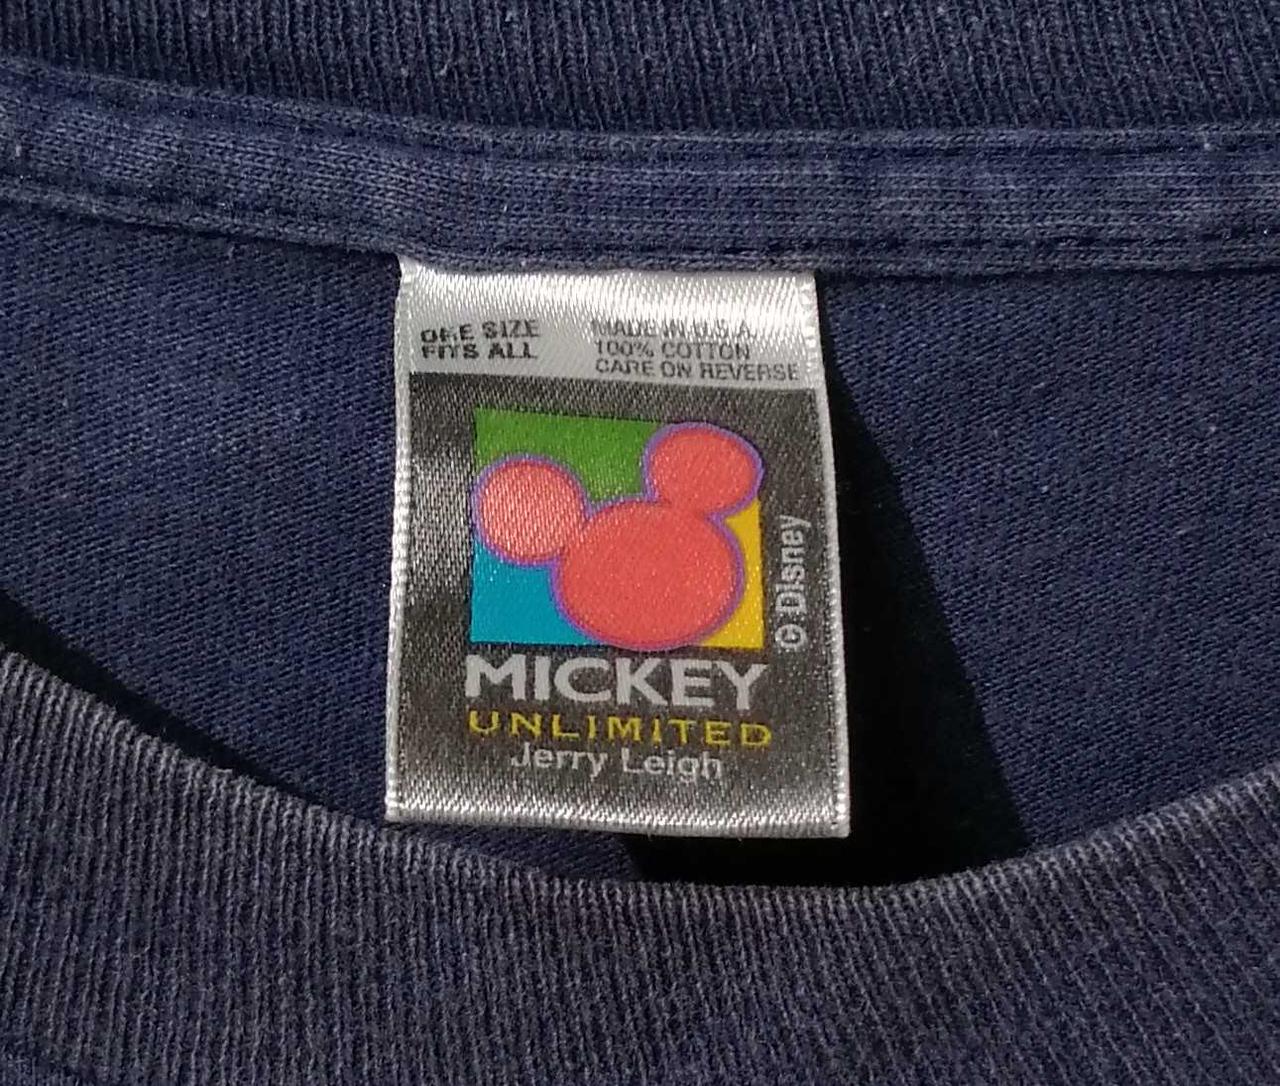 ONE SIZE
FITS ALL
MADE IN U.S.A.
100% COTTON
CARE ON REVERSE
© Disney
MICKEY
UNLIMITED
Jerry Leigh